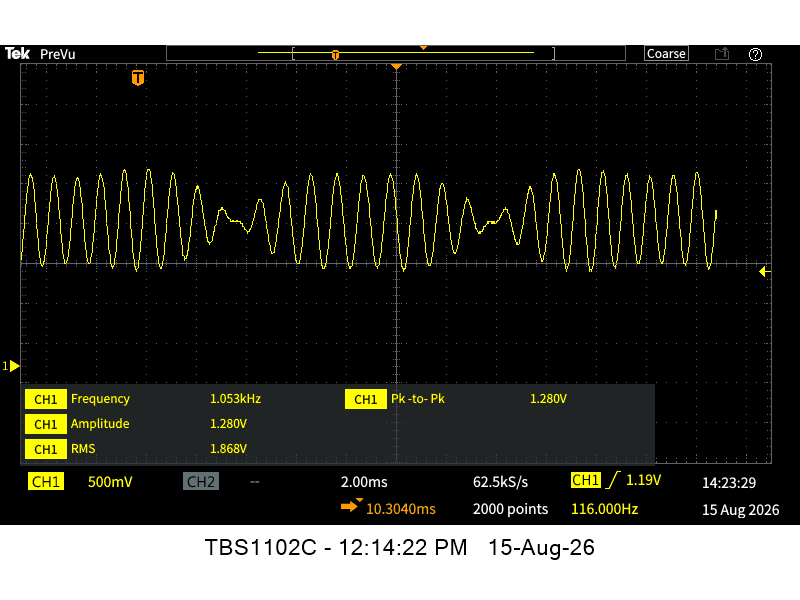 Tek PreVu Coarse
T
T
1
CH1 Frequency 1.053kHz CH1 Pk -to- Pk 1.280V
CH1 Amplitude 1.280V
CH1 RMS 1.868V
CH1 500mV CH2 -- 2.00ms 62.5kS/s CH1 1.19V 14:23:29
10.3040ms 2000 points 116.000Hz 15 Aug 2026
TBS1102C - 12:14:22 PM 15-Aug-26